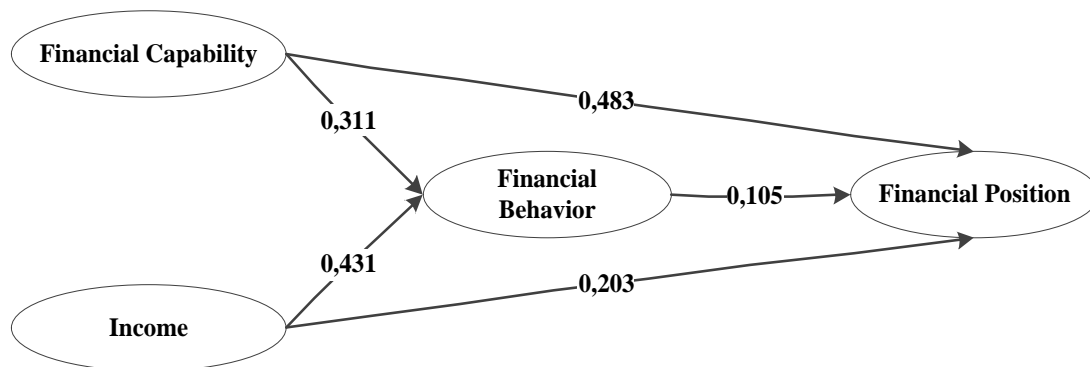 Financial Capability
0,483
0,311
Financial
Behavior
0,105
Financial Position
0,431
0,203
Income